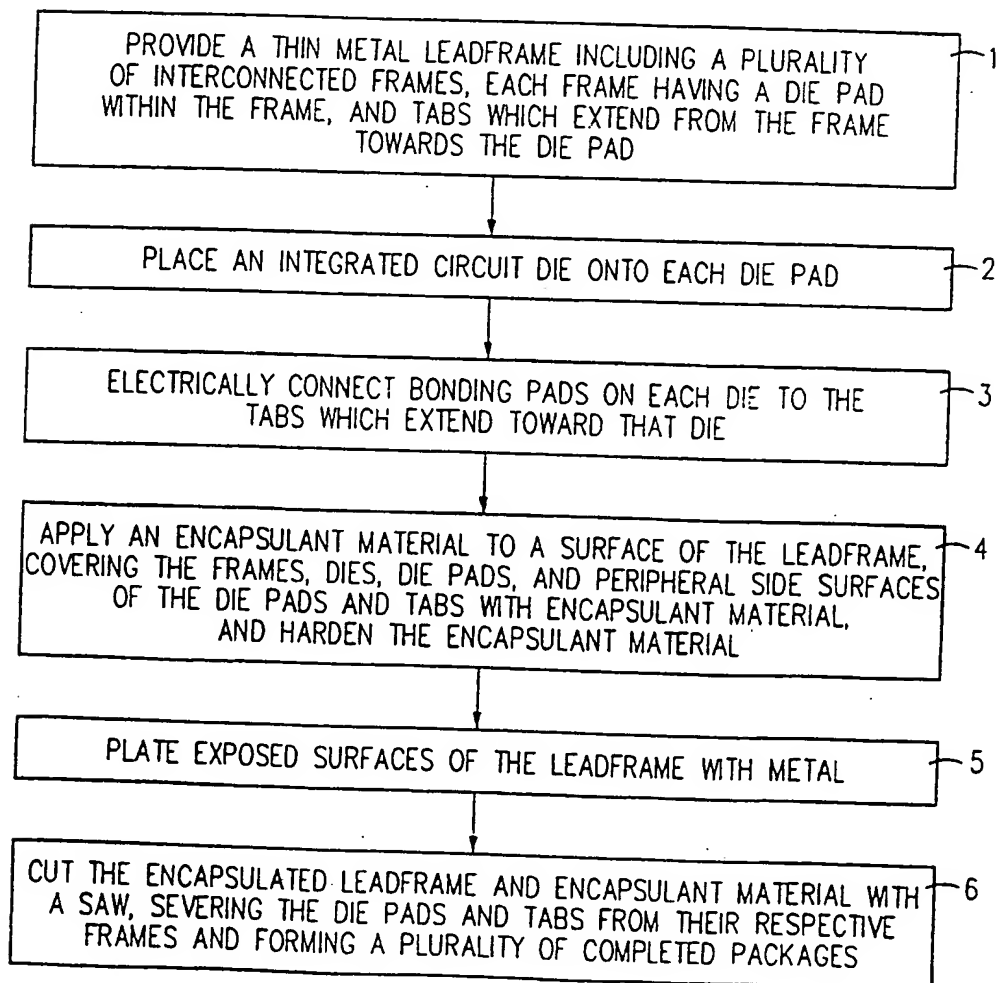 PROVIDE A THIN METAL LEADFRAME INCLUDING A PLURALITY
OF INTERCONNECTED FRAMES, EACH FRAME HAVING A DIE PAD
WITHIN THE FRAME, AND TABS WHICH EXTEND FROM THE FRAME
TOWARDS THE DIE PAD
1
PLACE AN INTEGRATED CIRCUIT DIE ONTO EACH DIE PAD
2
ELECTRICALLY CONNECT BONDING PADS ON EACH DIE TO THE
TABS WHICH EXTEND TOWARD THAT DIE
3
APPLY AN ENCAPSULANT MATERIAL TO A SURFACE OF THE LEADFRAME,
COVERING THE FRAMES, DIES, DIE PADS, AND PERIPHERAL SIDE SURFACES
OF THE DIE PADS AND TABS WITH ENCAPSULANT MATERIAL,
AND HARDEN THE ENCAPSULANT MATERIAL
4
PLATE EXPOSED SURFACES OF THE LEADFRAME WITH METAL
5
CUT THE ENCAPSULATED LEADFRAME AND ENCAPSULANT MATERIAL WITH
A SAW, SEVERING THE DIE PADS AND TABS FROM THEIR RESPECTIVE
FRAMES AND FORMING A PLURALITY OF COMPLETED PACKAGES
6